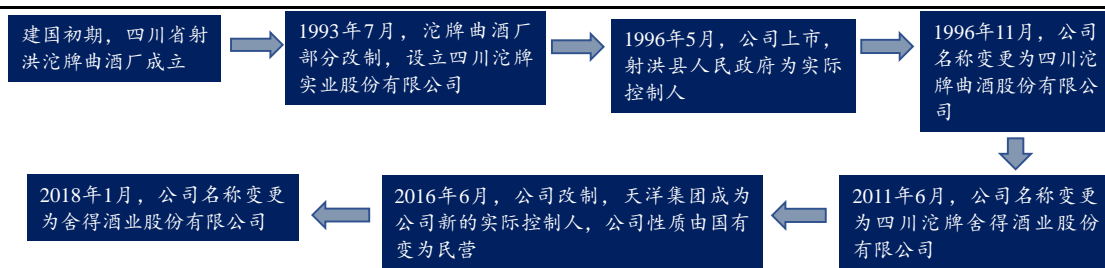 建国初期，四川省射
洪沱牌曲酒厂成立
1993年7月，沱牌曲酒厂
部分改制，设立四川沱牌
实业股份有限公司
1996年5月，公司上市，
射洪县人民政府为实际
控制人
1996年11月，公司
名称变更为四川沱
牌曲酒股份有限公
司
2011年6月，公司名称变更
为四川沱牌舍得酒业股份
有限公司
2016年6月，公司改制，天洋集团成为
公司新的实际控制人，公司性质由国有
变为民营
2018年1月，公司名称变更
为舍得酒业股份有限公司